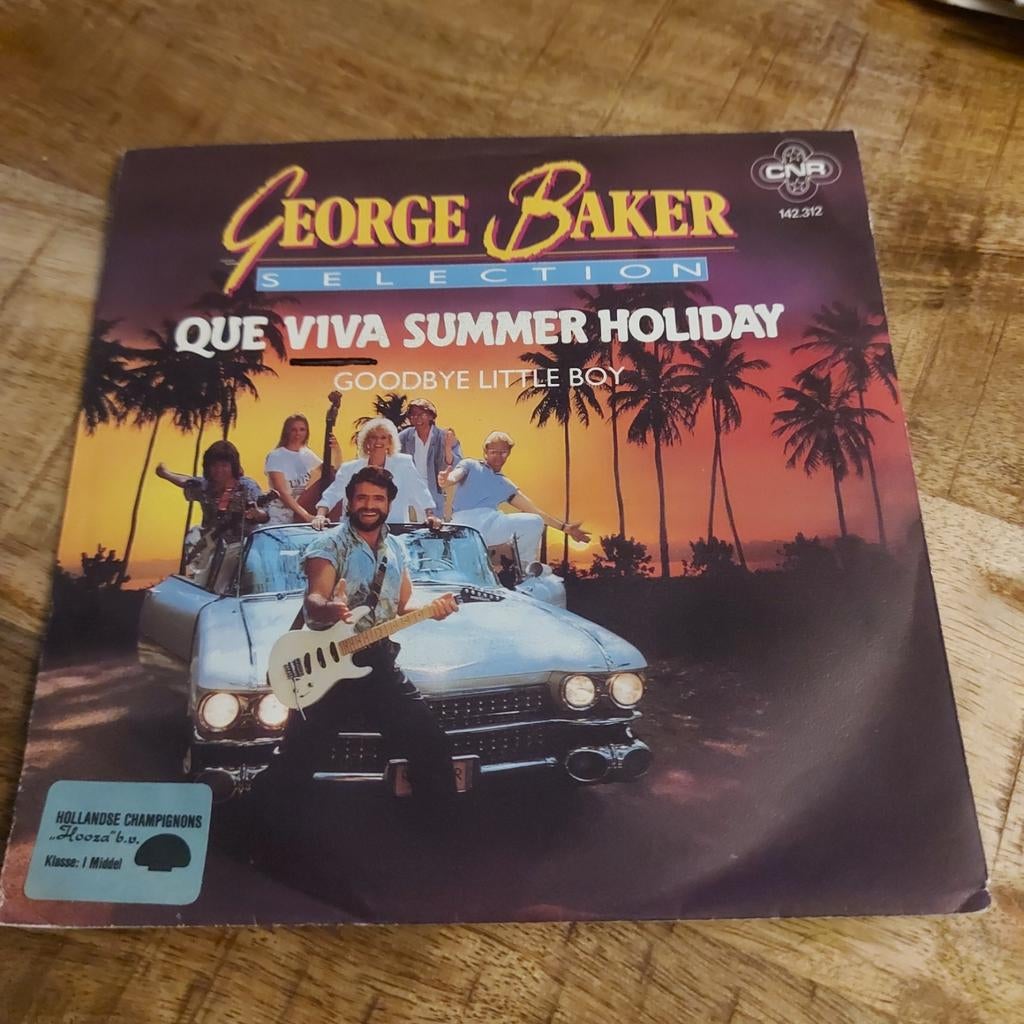 GEORGE BAKER
SELECTION
CNR
142.312
QUE VIVA SUMMER HOLIDAY
GOODBYE LITTLE BOY
HOLLANDSE CHAMPIGNONS
„Hooza” b.v.
Klasse: I Middel